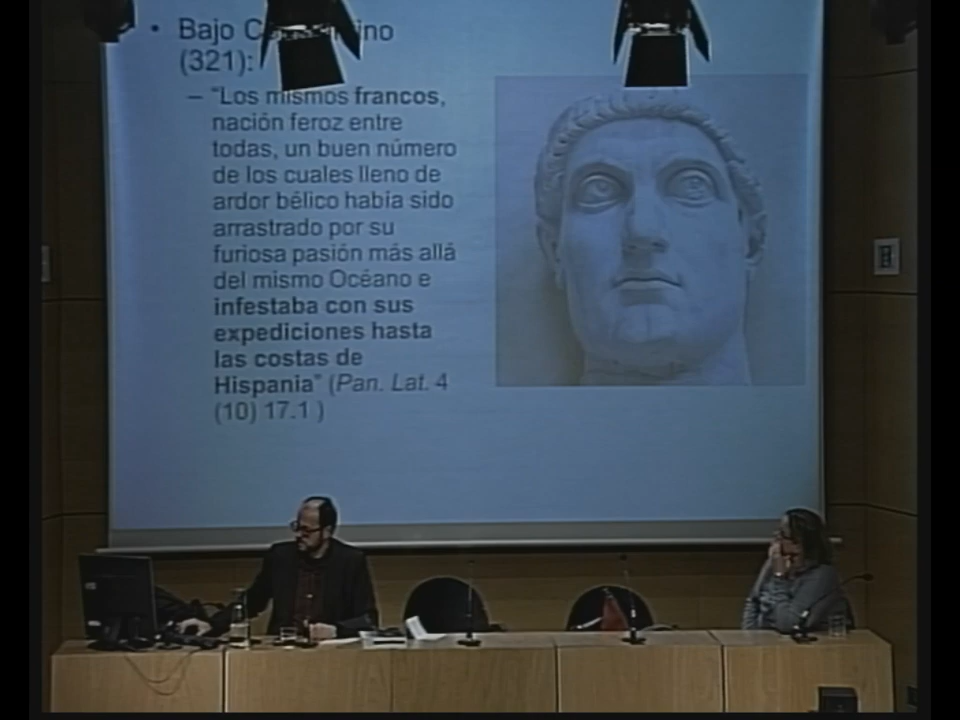 • Bajo
(321):
– “Los mismos francos,
nación feroz entre
todas, un buen número
de los cuales lleno de
ardor bélico había sido
arrastrado por su
furiosa pasión más allá
del mismo Océano e
infestaba con sus
expediciones hasta
las costas de
Hispania” (Pan. Lat. 4
(10) 17.1 )